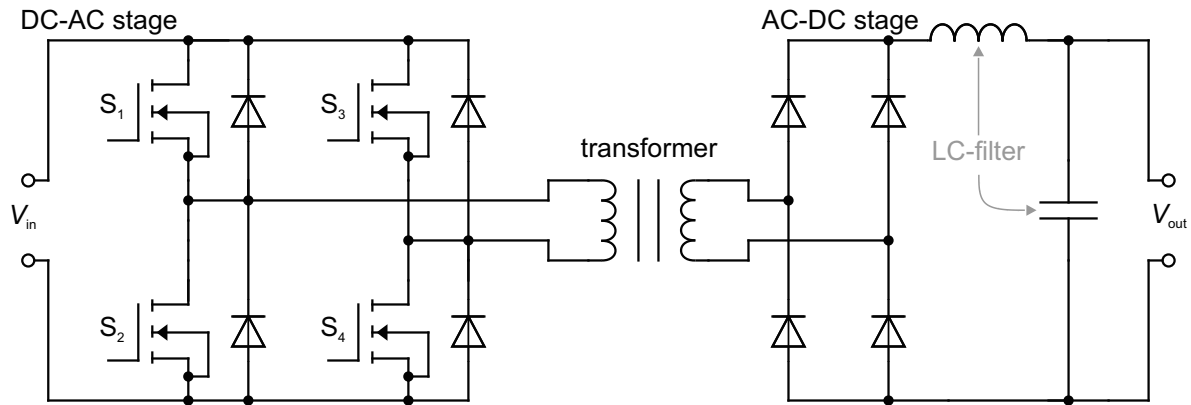 DC-AC stage
AC-DC stage
S1
S3
transformer
LC-filter
Vin
Vout
S2
S4